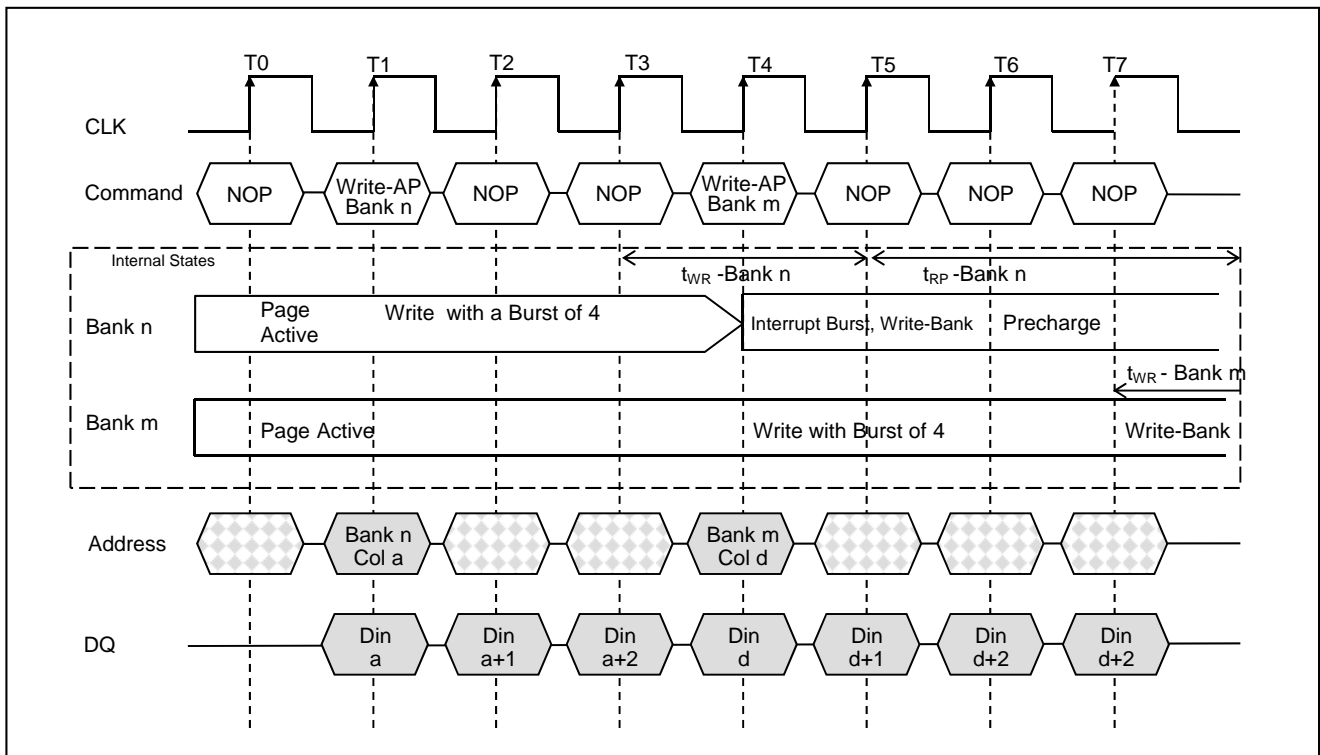 T0 T1 T2 T3 T4 T5 T6 T7
CLK
Command NOP Write-AP Bank n NOP NOP Write-AP Bank m NOP NOP NOP
Internal States
tWR -Bank n tRP -Bank n
Bank n Page Active Write with a Burst of 4 Interrupt Burst, Write-Bank Precharge
tWR - Bank m
Bank m Page Active Write with Burst of 4 Write-Bank
Address Bank n Col a Bank m Col d
DQ Din a Din a+1 Din a+2 Din d Din d+1 Din d+2 Din d+2